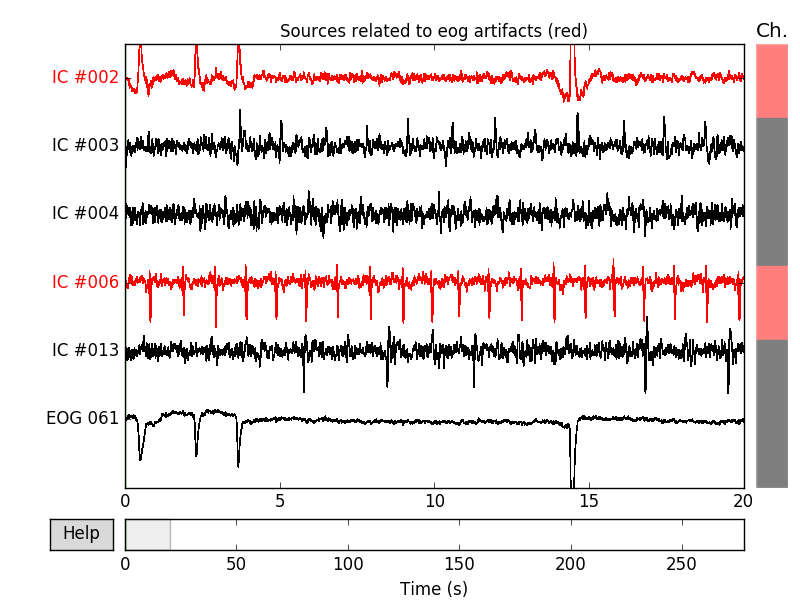 Sources related to eog artifacts (red)
Ch.
IC #002
IC #003
IC #004
IC #006
IC #013
EOG 061
0 5 10 15 20
Help
0 50 100 150 200 250
Time (s)